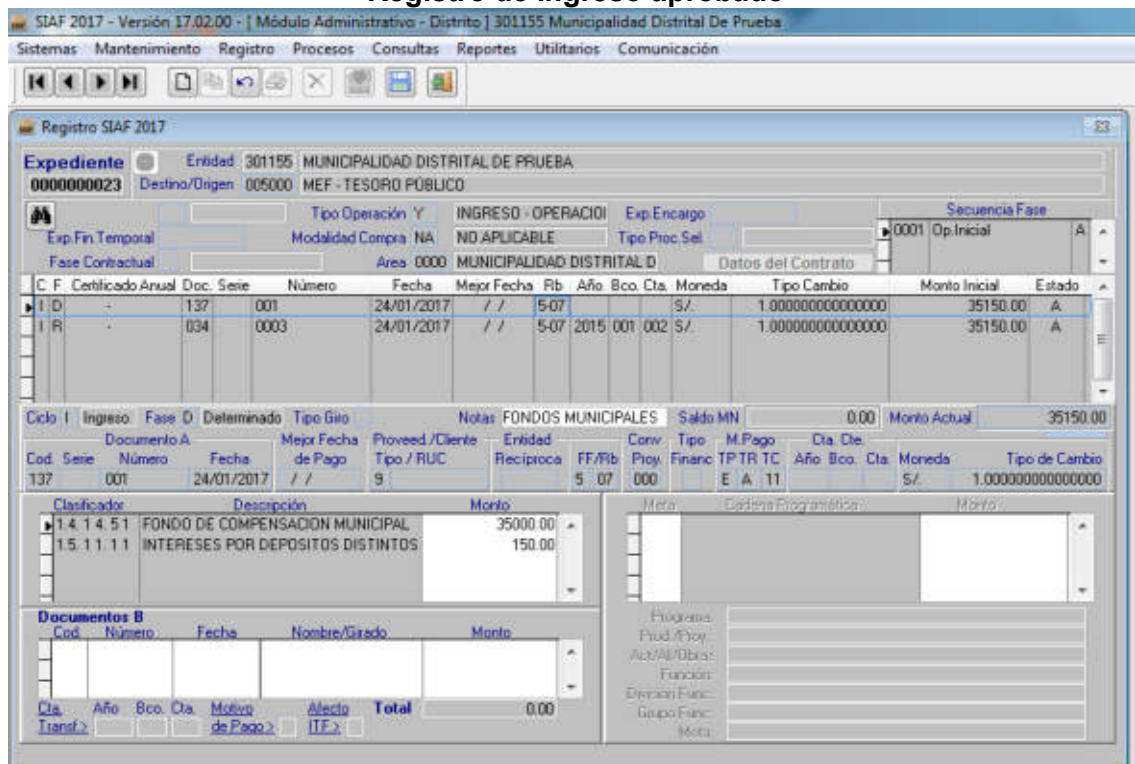 Registro de Ingreso aprobado
SIAF 2017 - Versión 17.02.00 - [ Módulo Administrativo - Distrito ] 301155 Municipalidad Distrital De Prueba
Sistemas Mantenimiento Registro Procesos Consultas Reportes Utilitarios Comunicación
Registro SIAF 2017
Expediente Entidad 301155 MUNICIPALIDAD DISTRITAL DE PRUEBA
0000000023 Destino/Origen 005000 MEF - TESORO PÚBLICO
Tipo Operación Y INGRESO - OPERACIOI Exp.Encargo Secuencia Fase
Exp.Fin Temporal Modalidad Compra NA NO APLICABLE Tipo Proc.Sel. 0001 Op.Inicial A
Fase Contractual Area 0000 MUNICIPALIDAD DISTRITAL D Datos del Contrato
C F Certificado Anual Doc. Serie Número Fecha Mejor Fecha Rb Año Bco. Cta. Moneda Tipo Cambio Monto Inicial Estado
I D - 137 001 24/01/2017 / / 5-07 S/. 1.000000000000000 35150.00 A
I R - 034 0003 24/01/2017 / / 5-07 2015 001 002 S/. 1.000000000000000 35150.00 A
Ciclo I Ingreso Fase D Determinado Tipo Giro Notas FONDOS MUNICIPALES Saldo MN 0.00 Monto Actual 35150.00
Documento A Mejor Fecha Proveed./Cliente Entidad Conv Tipo M.Pago Cta. Cte.
Cod. Serie Número Fecha de Pago Tipo / RUC Recíproca FF/Rb Proy. Financ TP TR TC Año Bco. Cta. Moneda Tipo de Cambio
137 001 24/01/2017 / / 9 5 07 000 E A 11 S/. 1.000000000000000
Clasificador Descripción Monto Meta Cadena Programática Monto
1.4. 1 4. 5 1 FONDO DE COMPENSACION MUNICIPAL 35000.00
1.5. 1 1. 1 1 INTERESES POR DEPOSITOS DISTINTOS 150.00
Documentos B
Cod. Número Fecha Nombre/Girado Monto
Programa:
Prod./Proy.:
Act/AI/Obras:
Función:
División Func.:
Grupo Func.:
Meta:
Cta. Año Bco. Cta. Motivo Afecto Total 0.00
Transf.> de Pago> ITF>